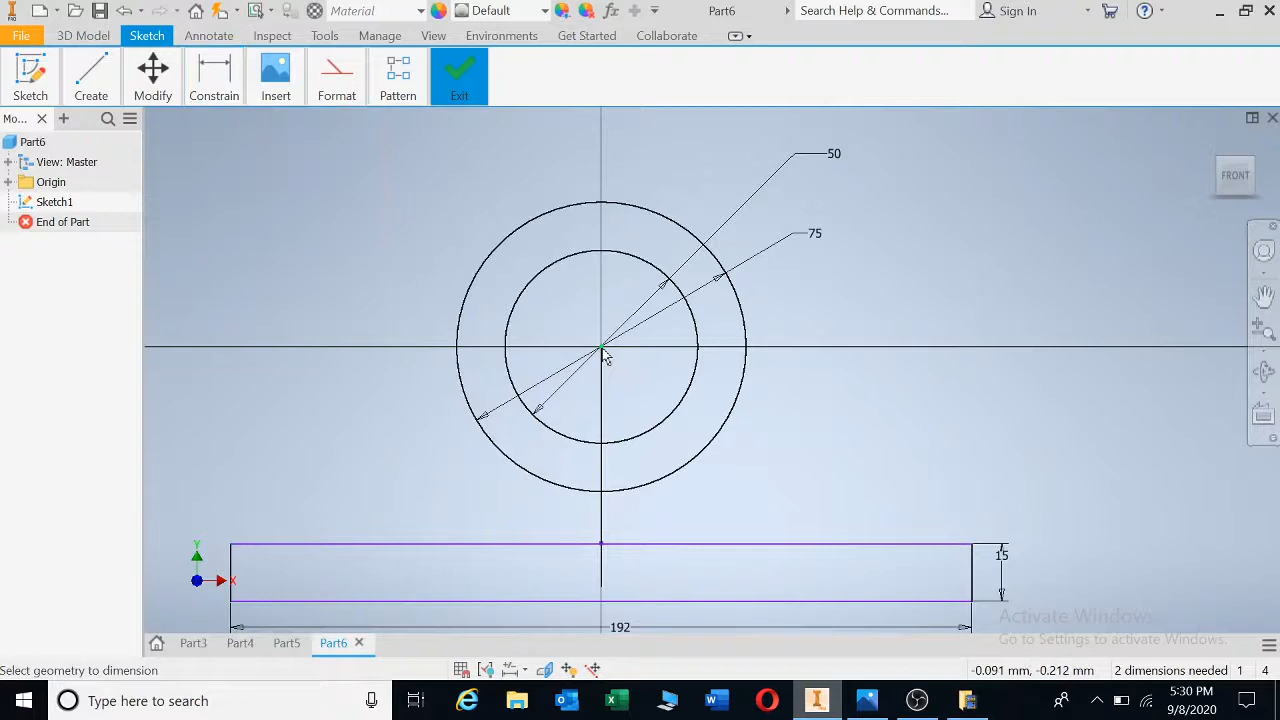 PRO
Material
Default
Part6
Search Help & Commands...
Sign In
File
3D Model
Sketch
Annotate
Inspect
Tools
Manage
View
Environments
Get Started
Collaborate
Sketch
Create
Modify
Constraint
Insert
Format
Pattern
Exit
Mo...
Part6
View: Master
Origin
Sketch1
End of Part
FRONT
50
75
15
192
Y
X
Activate Windows
Go to Settings to activate Windows.
Part3
Part4
Part5
Part6
Select geometry to dimension
-0.091 mm, -0.212 mm
2 dimensions needed
1
4
Type here to search
5:30 PM
9/8/2020